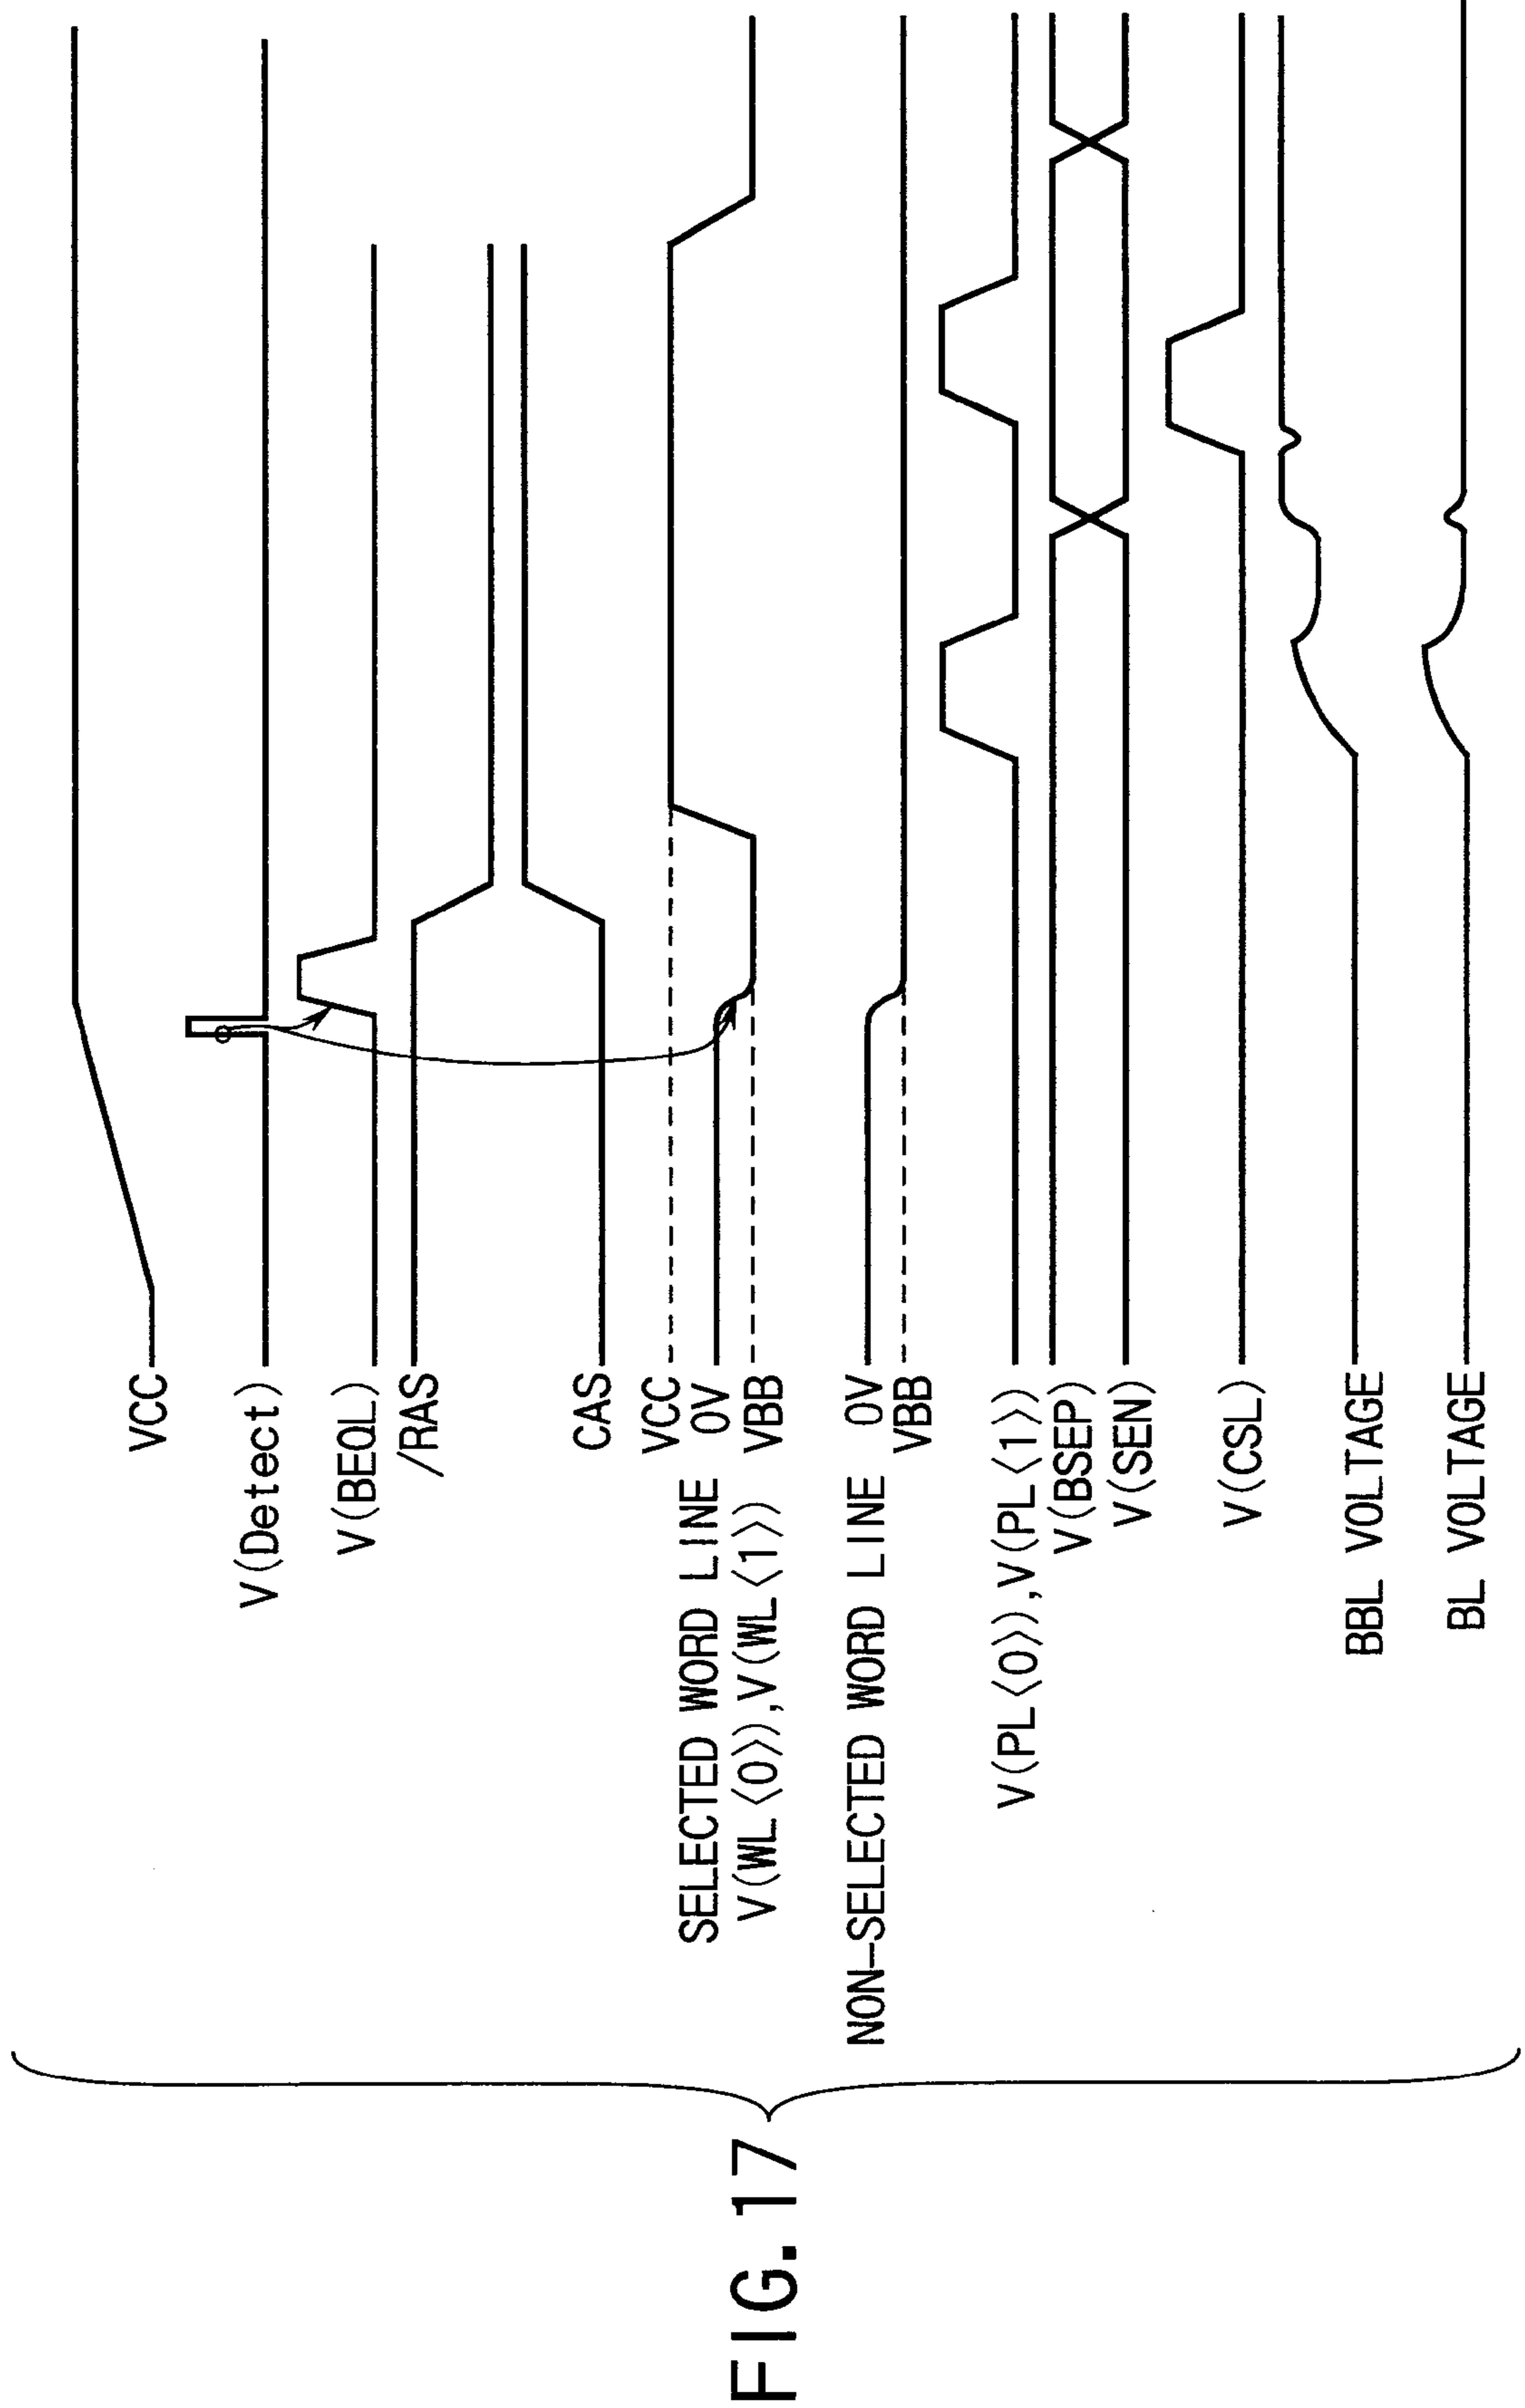 FIG. 17
VCC
V(Detect)
V(BEQL)
/RAS
CAS
VCC
SELECTED WORD LINE 0V
V(WL<0>),V(WL<1>) VBB
NON-SELECTED WORD LINE 0V
VBB
V(PL<0>),V(PL<1>)
V(BSEP)
V(SEN)
V(CSL)
BBL VOLTAGE
BL VOLTAGE